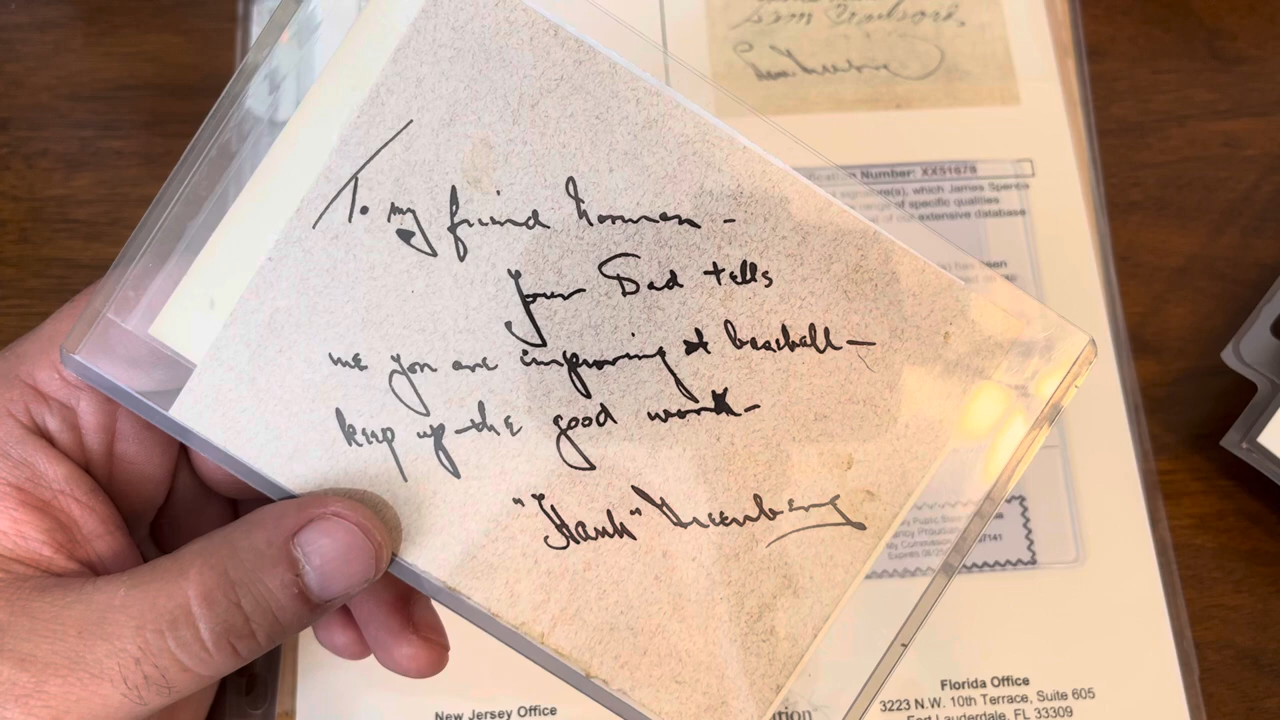 To my friend Norman -
your Dad tells
me you are improving at baseball -
keep up the good work -
"Hank" Greenberg
Number: XX51678
which James Spence
of specific qualities
extensive database
New Jersey Office
Florida Office
3223 N.W. 10th Terrace, Suite 605
Fort Lauderdale, FL 33309